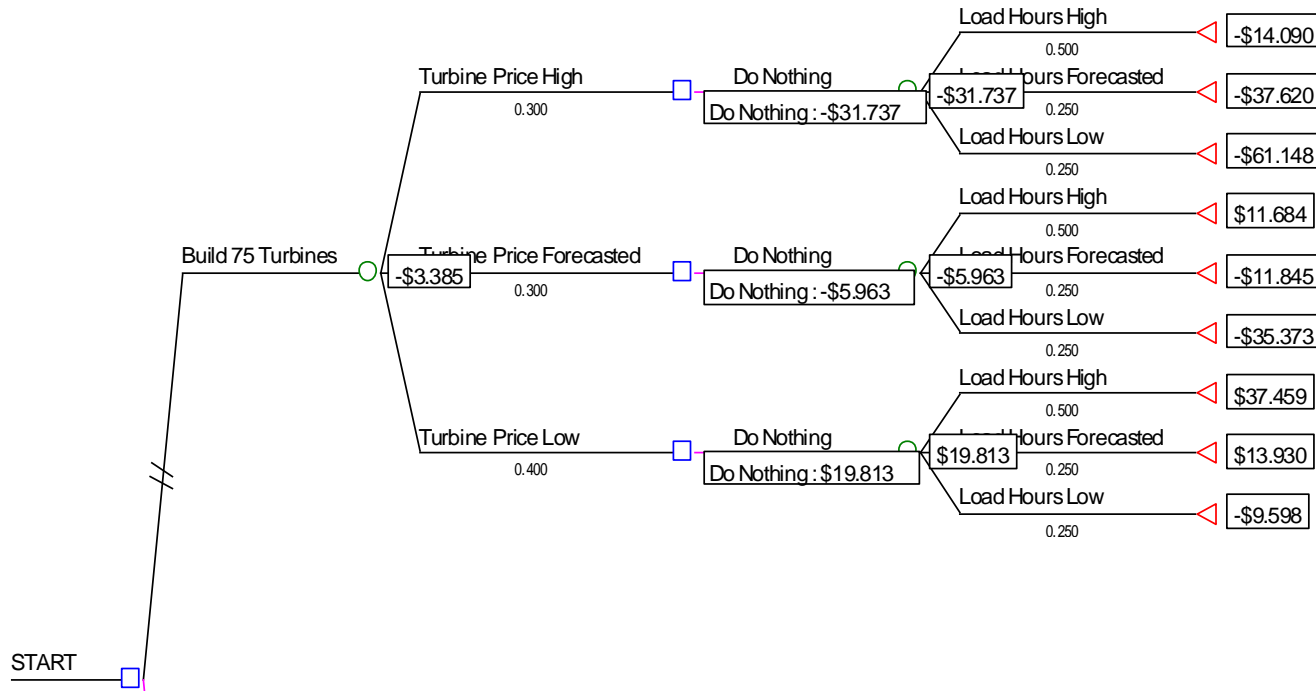 Load Hours High
-$14.090
0.500
Turbine Price High
Do Nothing
Load Hours Forecasted
-$31.737
-$37.620
0.300
Do Nothing : -$31.737
0.250
Load Hours Low
-$61.148
0.250
Load Hours High
$11.684
0.500
Build 75 Turbines
Turbine Price Forecasted
Do Nothing
Load Hours Forecasted
-$3.385
-$5.963
-$11.845
0.300
Do Nothing : -$5.963
0.250
Load Hours Low
-$35.373
0.250
Load Hours High
$37.459
0.500
Turbine Price Low
Do Nothing
Load Hours Forecasted
$19.813
$13.930
0.400
Do Nothing : $19.813
0.250
Load Hours Low
-$9.598
0.250
START